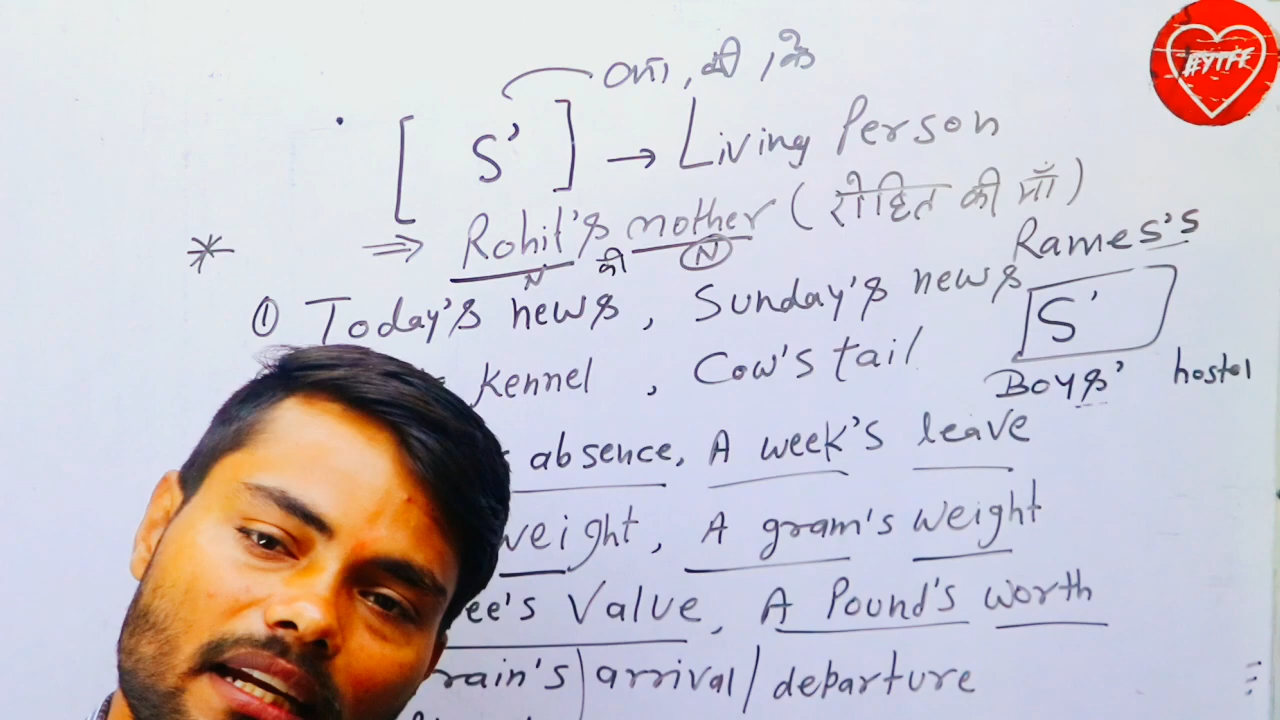 का, की, के
[ S' ] → Living Person
* ⇒ Rohit's mother (रोहित की माँ)
N की N
Rames's
① Today's news, Sunday's news
S'
kennel, Cow's tail
Boys' hostel
absence, A week's leave
weight, A gram's weight
ee's Value, A Pound's worth
rain's) arrival/departure